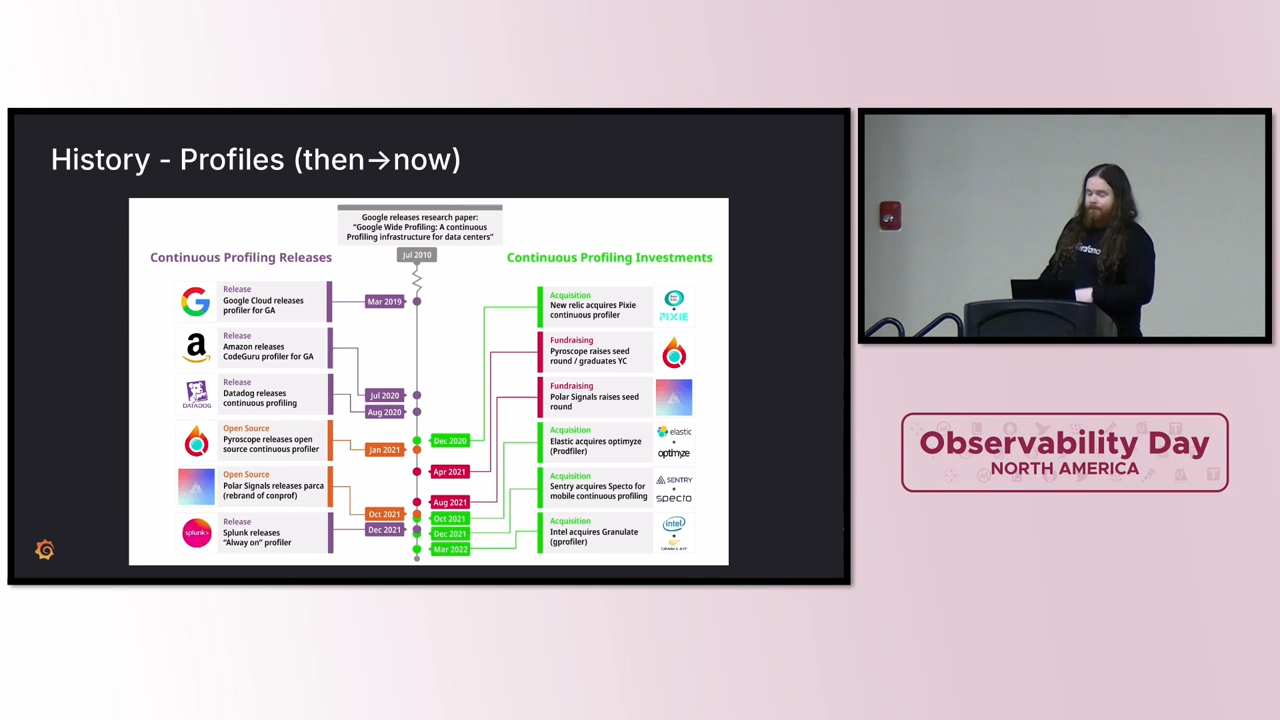 History - Profiles (then→now)
Google releases research paper:
"Google Wide Profiling: A continuous
Profiling infrastructure for data centers"
Jul 2010
Continuous Profiling Releases
Release
Google Cloud releases
profiler for GA
Mar 2019
Release
Amazon releases
CodeGuru profiler for GA
Jul 2020
DATADOG
Release
Datadog releases
continuous profiling
Aug 2020
Open Source
Pyroscope releases open
source continuous profiler
Jan 2021
Open Source
Polar Signals releases parca
(rebrand of conprof)
Oct 2021
splunk>
Release
Splunk releases
"Alway on" profiler
Dec 2021
Continuous Profiling Investments
Dec 2020
Acquisition
New relic acquires Pixie
continuous profiler
PIXIE
Apr 2021
Fundraising
Pyroscope raises seed
round / graduates YC
Aug 2021
Fundraising
Polar Signals raises seed
round
Oct 2021
Acquisition
Elastic acquires optimyze
(Prodfiler)
elastic
+
optimyze
Dec 2021
Acquisition
Sentry acquires Specto for
mobile continuous profiling
SENTRY
+
specto
Mar 2022
Acquisition
Intel acquires Granulate
(gprofiler)
intel
+
Observability Day
NORTH AMERICA